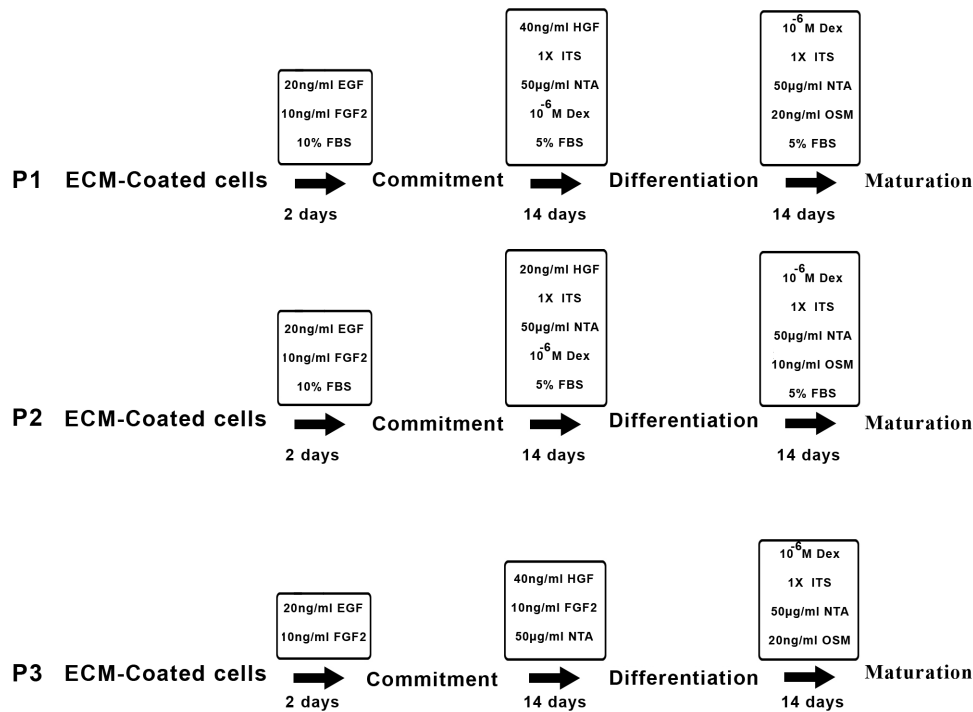 40ng/ml HGF
1X ITS
50µg/ml NTA
10-6M Dex
5% FBS
10-6M Dex
1X ITS
50µg/ml NTA
20ng/ml OSM
5% FBS
20ng/ml EGF
10ng/ml FGF2
10% FBS
P1 ECM-Coated cells Commitment Differentiation Maturation
2 days 14 days 14 days
20ng/ml HGF
1X ITS
50µg/ml NTA
10-6M Dex
5% FBS
10-6M Dex
1X ITS
50µg/ml NTA
10ng/ml OSM
5% FBS
20ng/ml EGF
10ng/ml FGF2
10% FBS
P2 ECM-Coated cells Commitment Differentiation Maturation
2 days 14 days 14 days
20ng/ml EGF
10ng/ml FGF2
40ng/ml HGF
10ng/ml FGF2
50µg/ml NTA
10-6M Dex
1X ITS
50µg/ml NTA
20ng/ml OSM
P3 ECM-Coated cells Commitment Differentiation Maturation
2 days 14 days 14 days